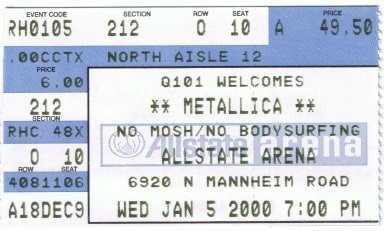 EVENT CODE SECTION ROW SEAT PRICE
RH0105 212 O 10 A 49.50
.00CCTX NORTH AISLE 12
PRICE
6.00 Q101 WELCOMES
SECTION
212 ** METALLICA **
RHC 48X NO MOSH/NO BODYSURFING
Allstate arena
ROW SEAT
O 10 ALLSTATE ARENA
4081106 6920 N MANNHEIM ROAD
A18DEC9 WED JAN 5 2000 7:00 PM